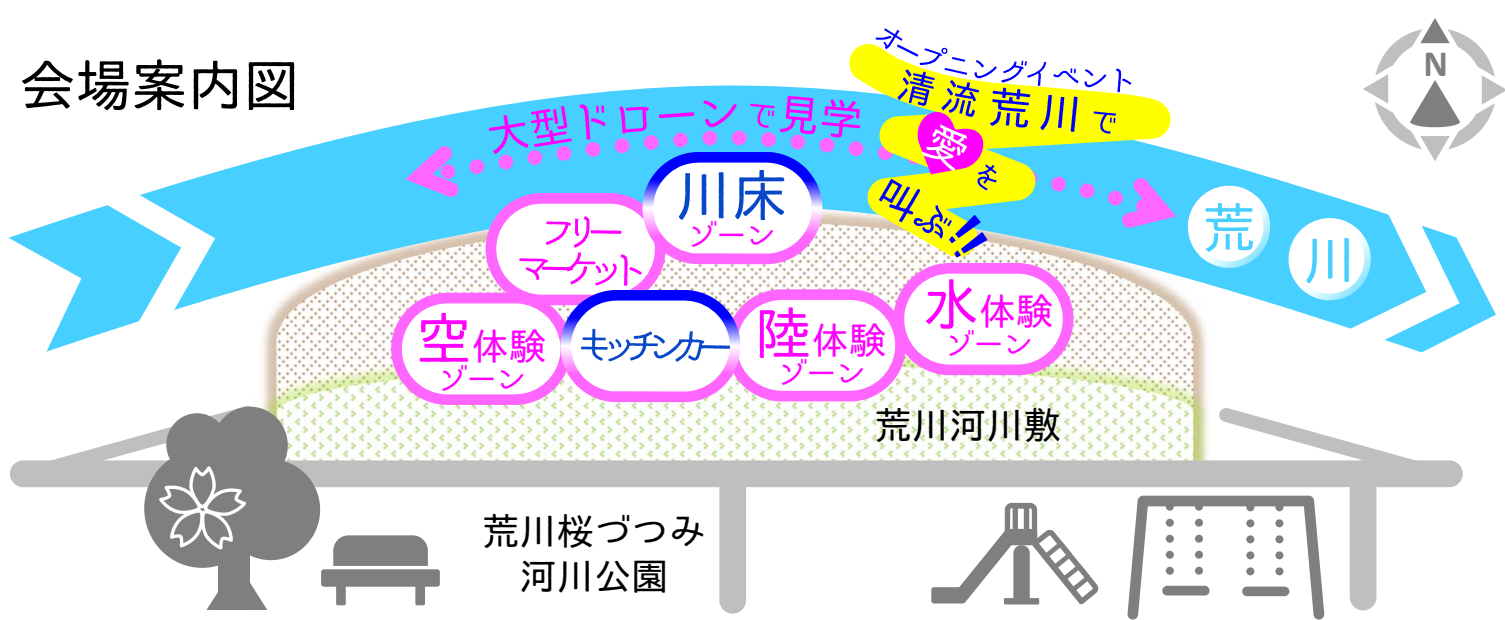 会場案内図
オープニングイベント
清流荒川で
愛を
叫ぶ!!
N
大型ドローンで見学
荒川
川床
ゾーン
フリー
マーケット
空体験
ゾーン
キッチンカー
陸体験
ゾーン
水体験
ゾーン
荒川河川敷
荒川桜づつみ
河川公園